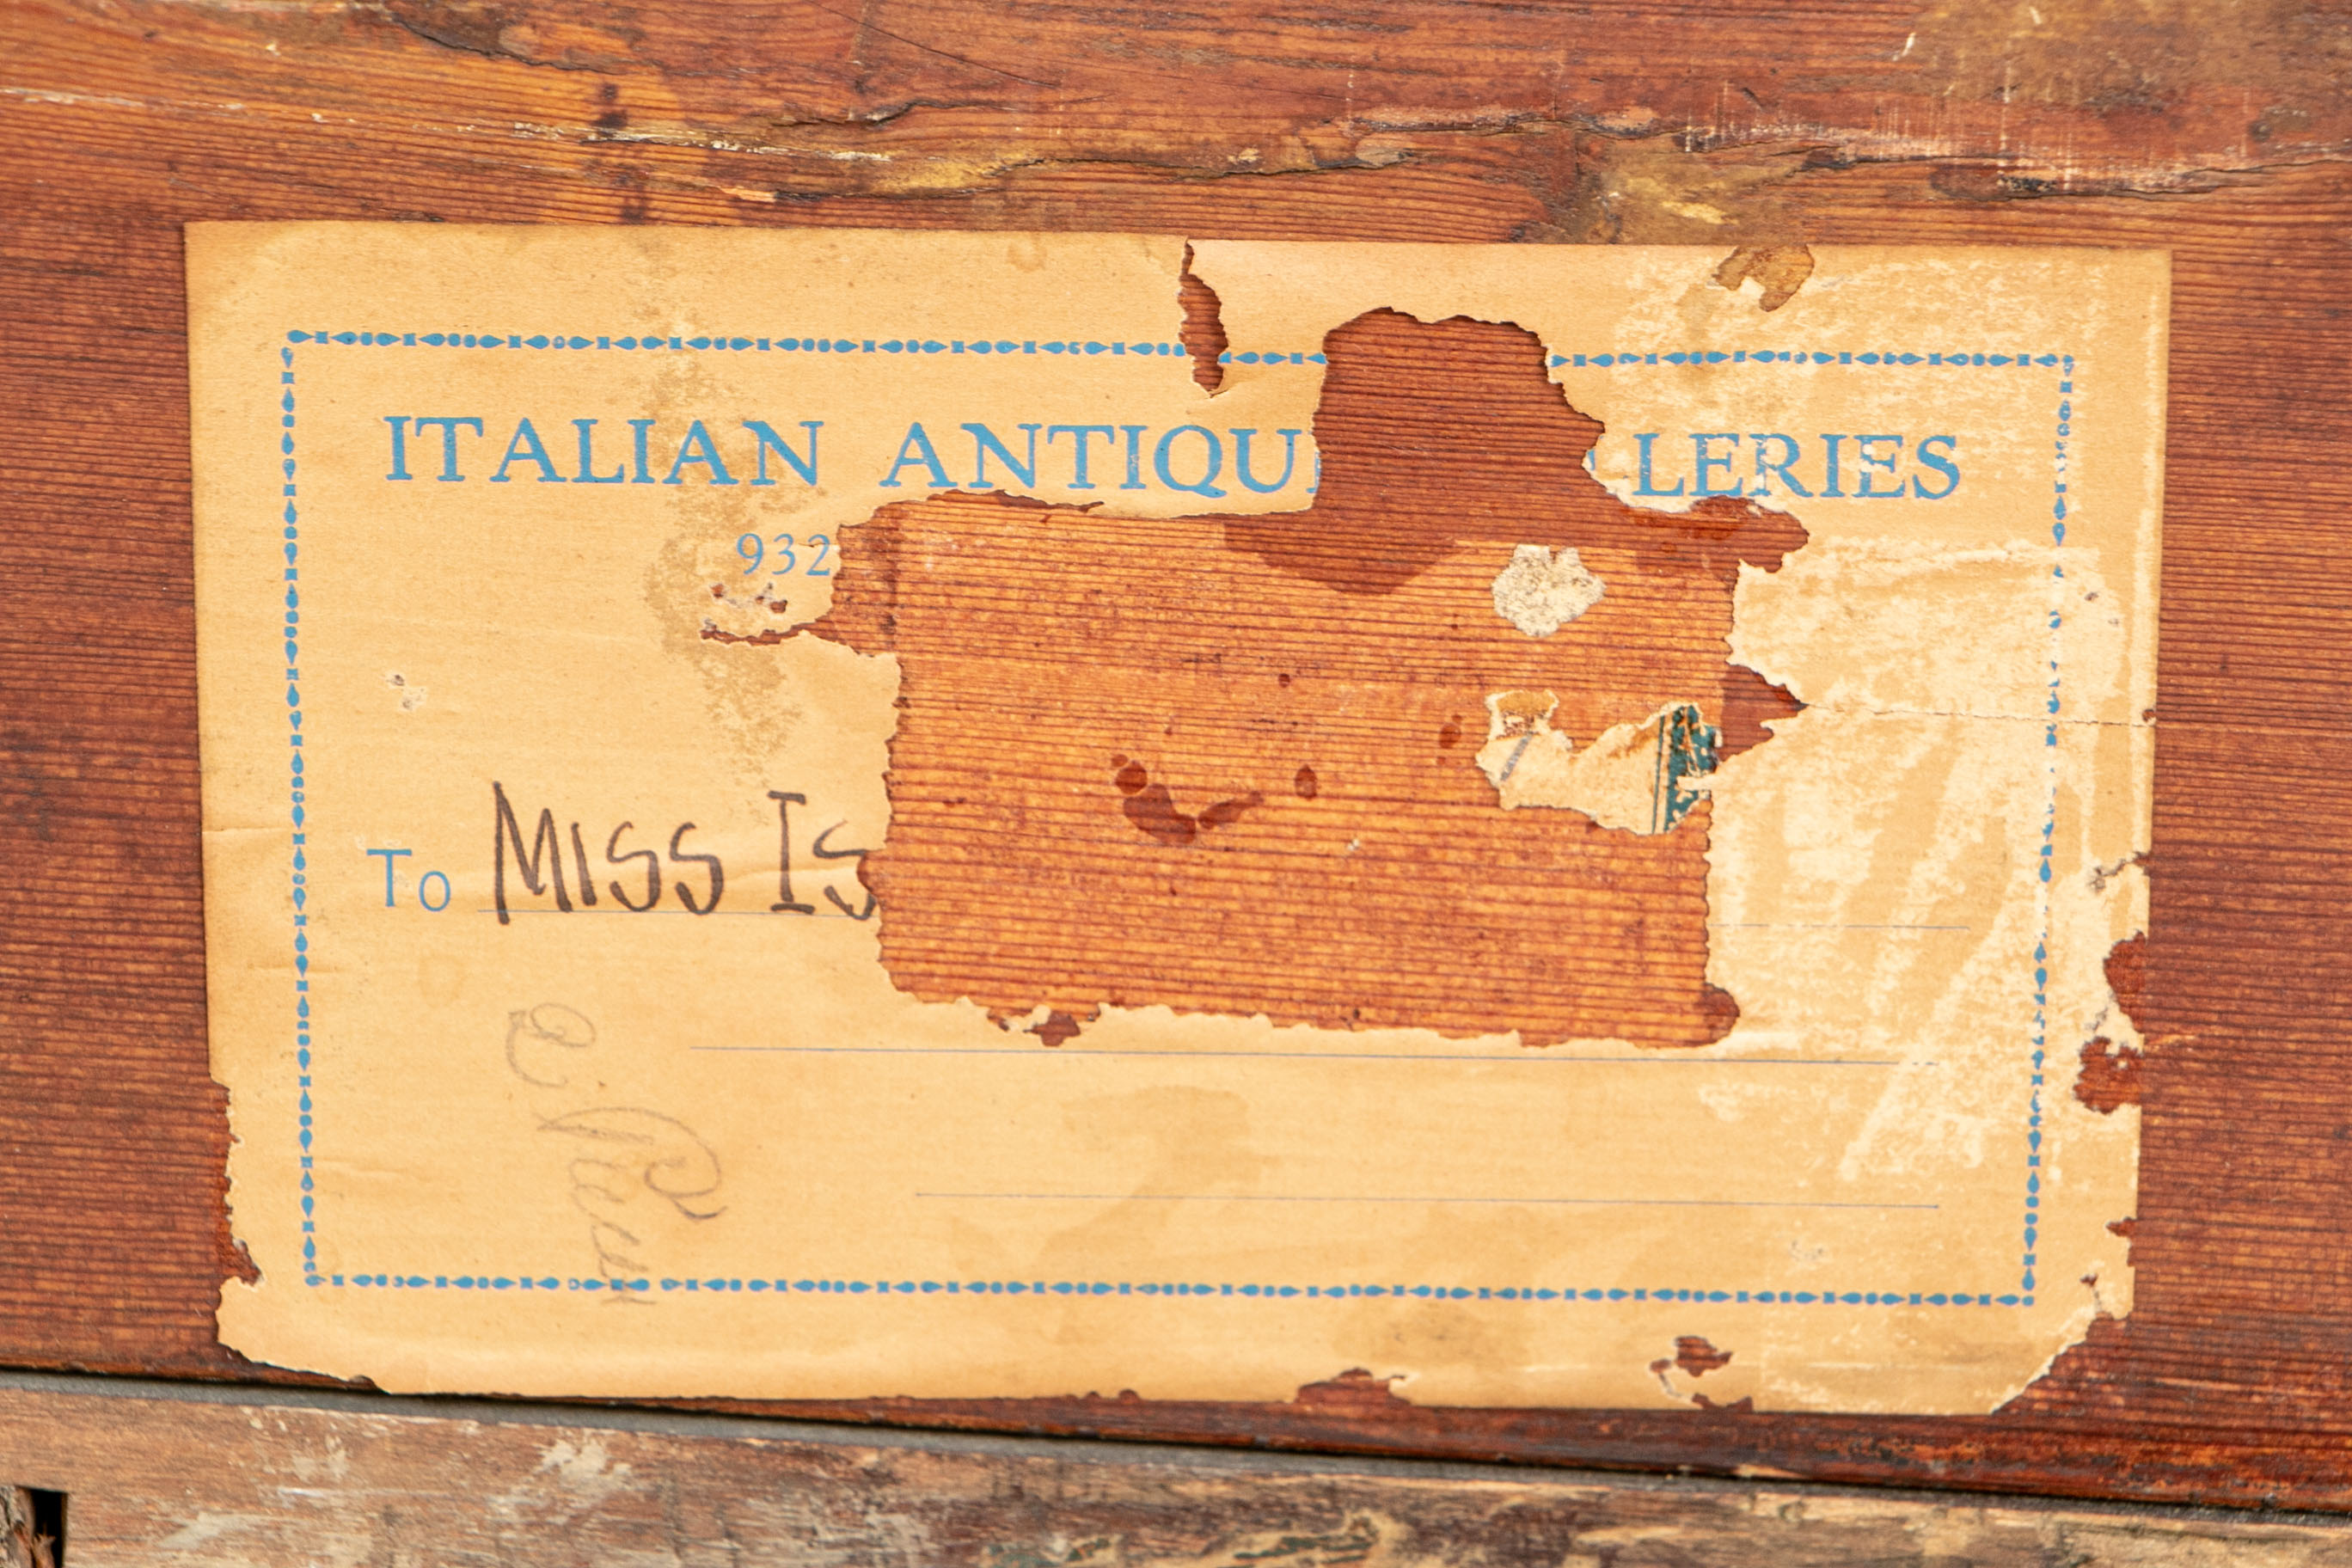 ITALIAN ANTIQU LLERIES
932
To MISS IS